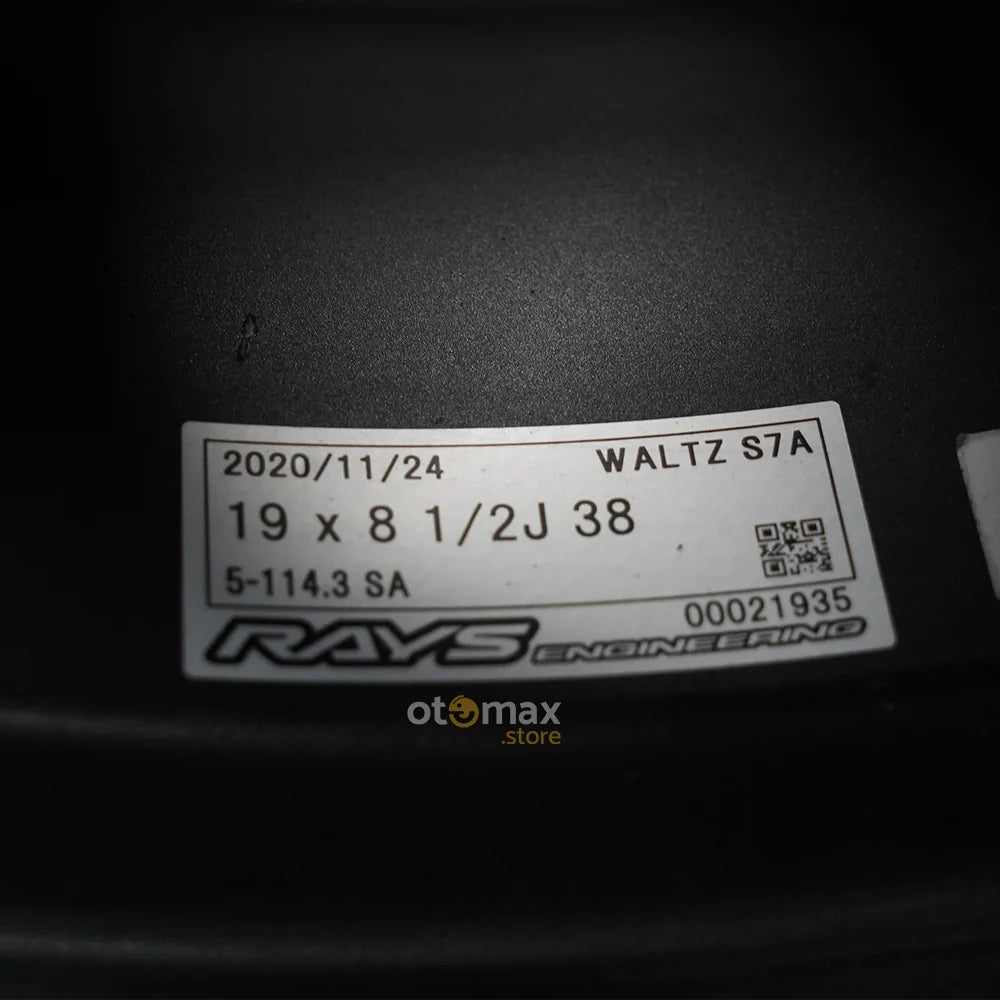 2020/11/24 WALTZ S7A
19 x 8 1/2J 38
5-114.3 SA
00021935
RAYS ENGINEERING
otomax
.store